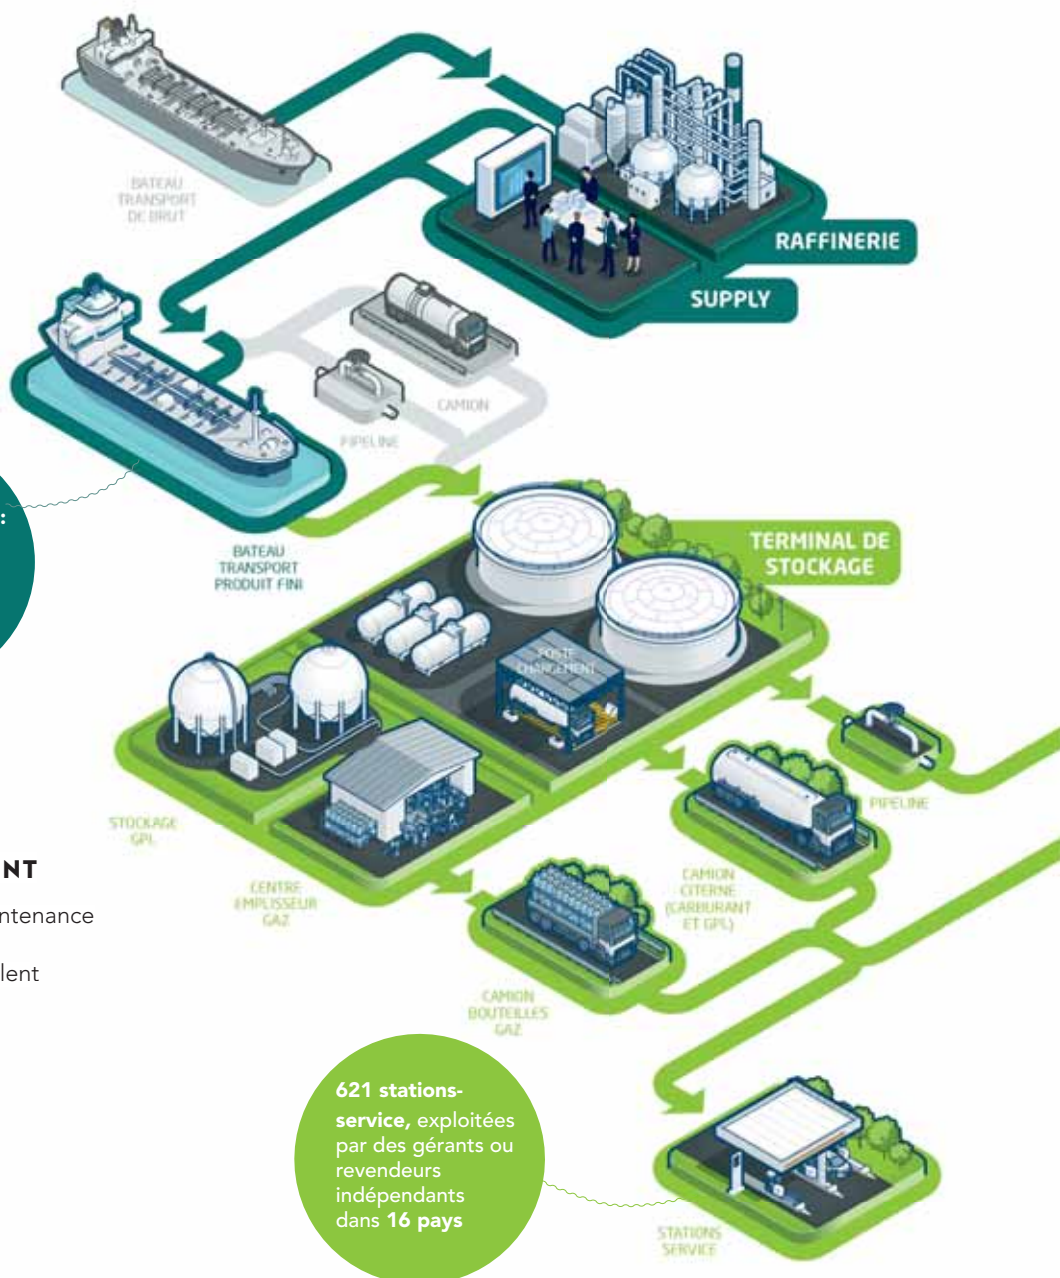 BATEAU
TRANSPORT
DE BRUT
RAFFINERIE
SUPPLY
CAMION
PIPELINE
:
BATEAU
TRANSPORT
PRODUIT FINI
TERMINAL DE
STOCKAGE
POSTE
CHARGEMENT
STOCKAGE
GPL
PIPELINE
NT
ntenance
lent
CENTRE
EMPLISSEUR
GAZ
CAMION
CITERNE
(CARBURANT
ET GPL)
CAMION
BOUTEILLES
GAZ
621 stations-
service, exploitées
par des gérants ou
revendeurs
indépendants
dans 16 pays
STATIONS
SERVICE